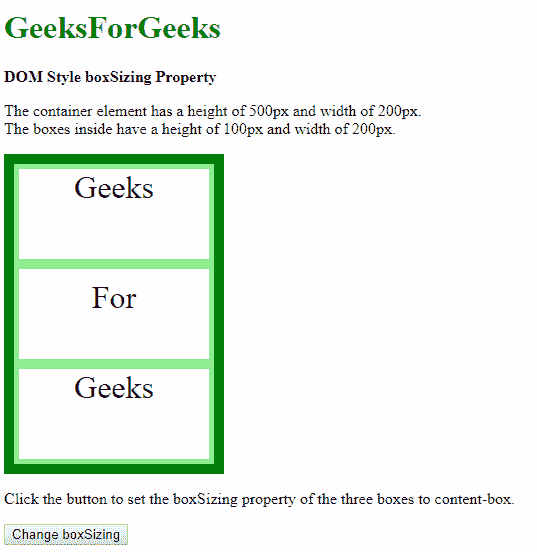 GeeksForGeeks
DOM Style boxSizing Property
The container element has a height of 500px and width of 200px.
The boxes inside have a height of 100px and width of 200px.
Geeks
For
Geeks
Click the button to set the boxSizing property of the three boxes to content-box.
Change boxSizing